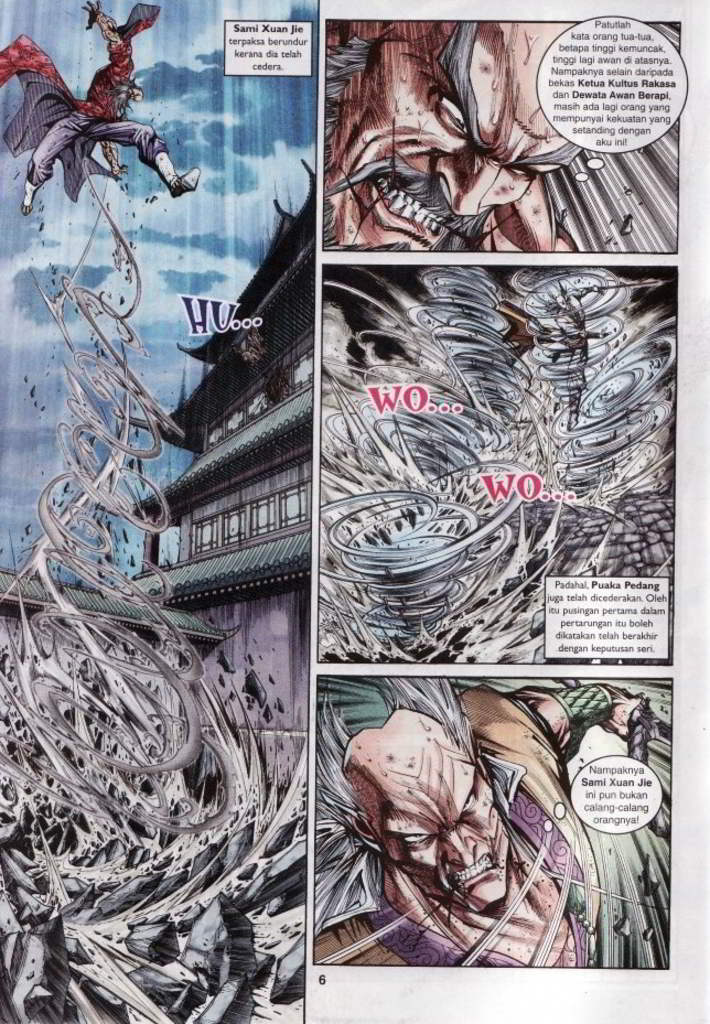 Sami Xuan Jie
terpaksa berundur
kerana dia telah
cedera.
HU...
Patutlah
kata orang tua-tua,
betapa tinggi kemuncak,
tinggi lagi awan di atasnya.
Nampaknya selain daripada
bekas Ketua Kultus Rakasa
dan Dewata Awan Berapi,
masih ada lagi orang yang
mempunyai kekuatan yang
setanding dengan
aku ini!
WO...
WO...
Padahal, Puaka Pedang
juga telah dicederakan. Oleh
itu pusingan pertama dalam
pertarungan itu boleh
dikatakan telah berakhir
dengan keputusan seri.
Nampaknya
Sami Xuan Jie
ini pun bukan
calang-calang
orangnya!
6